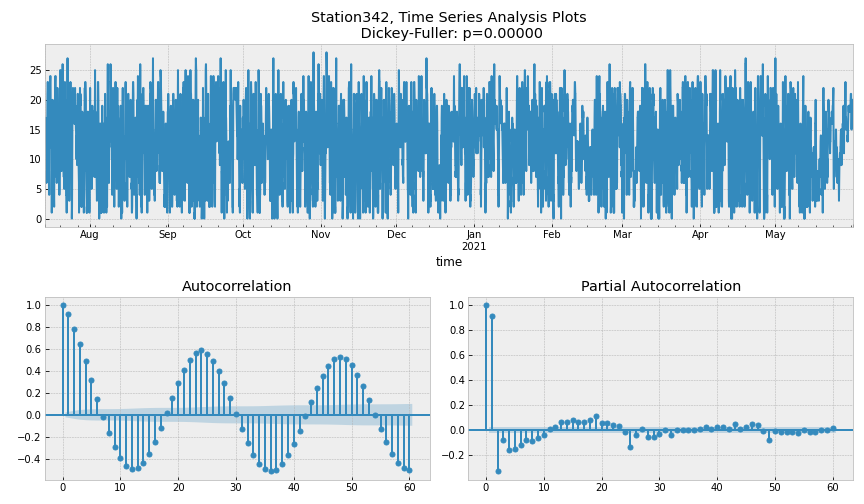 Station342, Time Series Analysis Plots
Dickey-Fuller: p=0.00000
25
20
15
10
5
0
Aug Sep Oct Nov Dec Jan Feb Mar Apr May
2021
time
Autocorrelation Partial Autocorrelation
1.0 1.0
0.8 0.8
0.6 0.6
0.4 0.4
0.2 0.2
0.0 0.0
−0.2 −0.2
−0.4
0 10 20 30 40 50 60 0 10 20 30 40 50 60